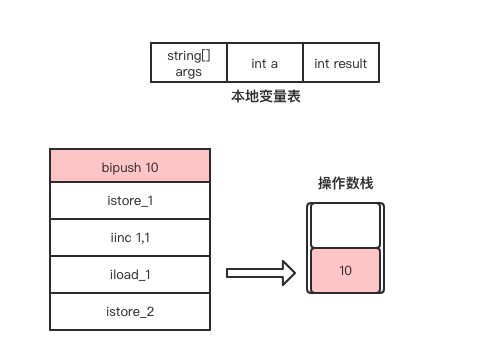 string[]
args
int a
int result
本地变量表
bipush 10
istore_1
iinc 1,1
iload_1
istore_2
操作数栈
10